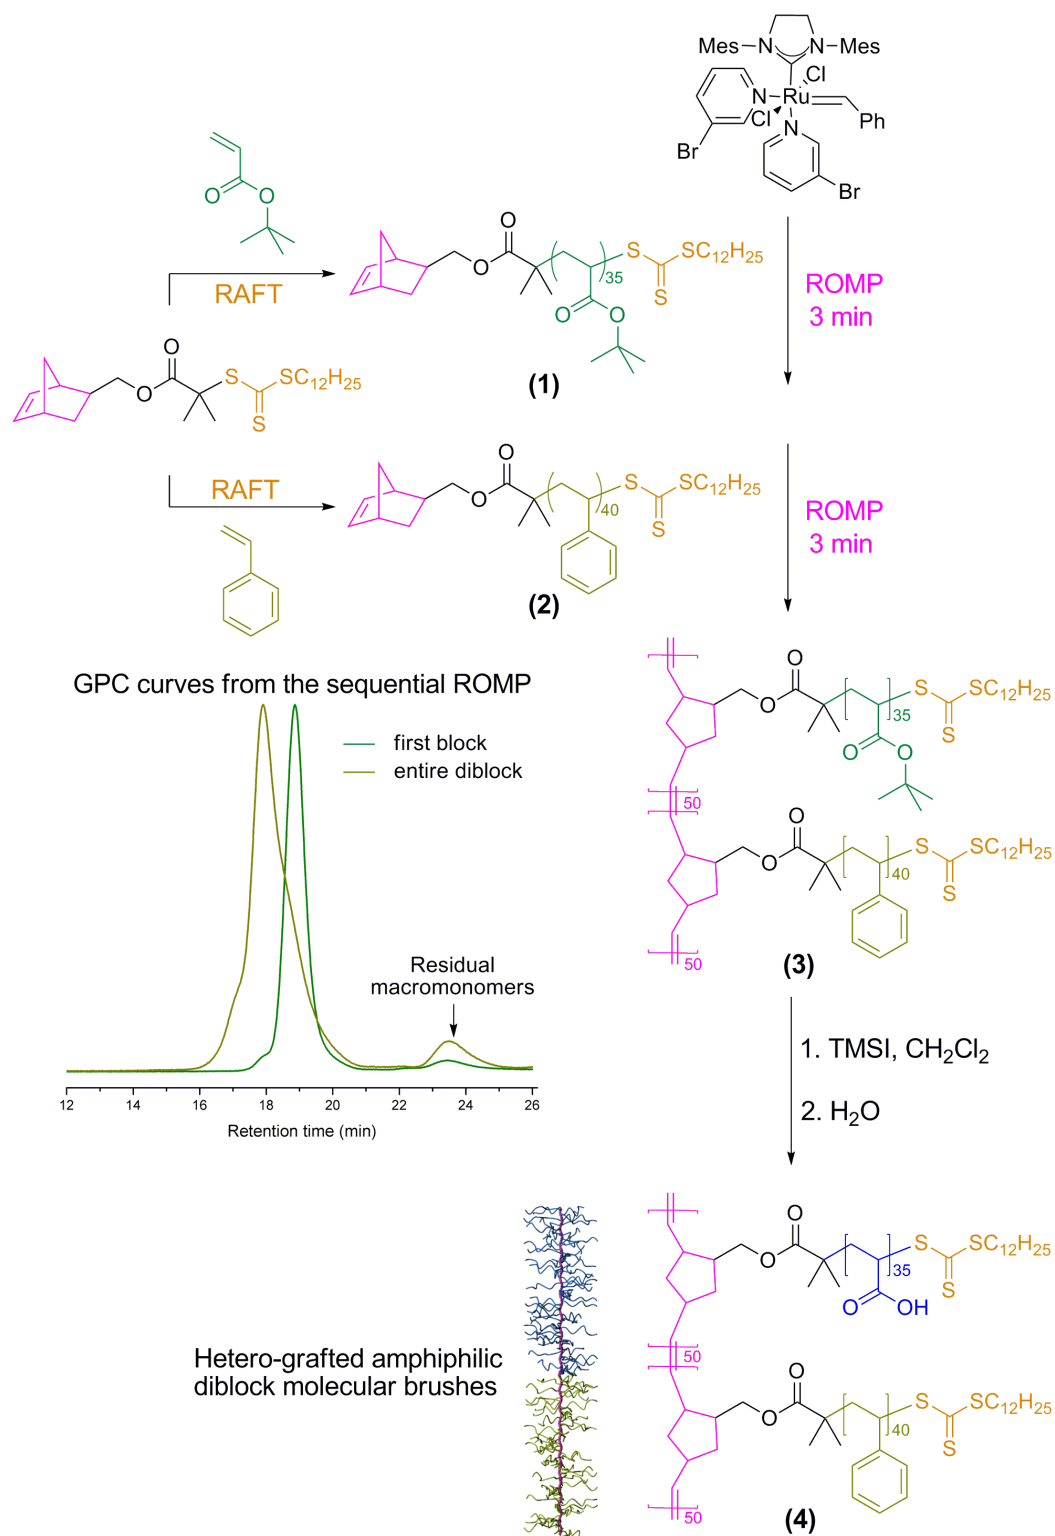 Mes
N
N
Mes
Cl
N
Ru
Cl
Ph
N
Br
Br
O
O
RAFT
O
O
35
S
S
SC12H25
O
O
(1)
ROMP
3 min
O
O
S
S
SC12H25
RAFT
O
O
40
S
S
SC12H25
(2)
ROMP
3 min
GPC curves from the sequential ROMP
first block
entire diblock
Residual
macromonomers
12 14 16 18 20 22 24 26
Retention time (min)
O
O
35
S
S
SC12H25
O
O
50
O
O
40
S
S
SC12H25
50
(3)
1. TMSI, CH2Cl2
2. H2O
Hetero-grafted amphiphilic
diblock molecular brushes
O
O
35
S
S
SC12H25
O
OH
50
O
O
40
S
S
SC12H25
50
(4)